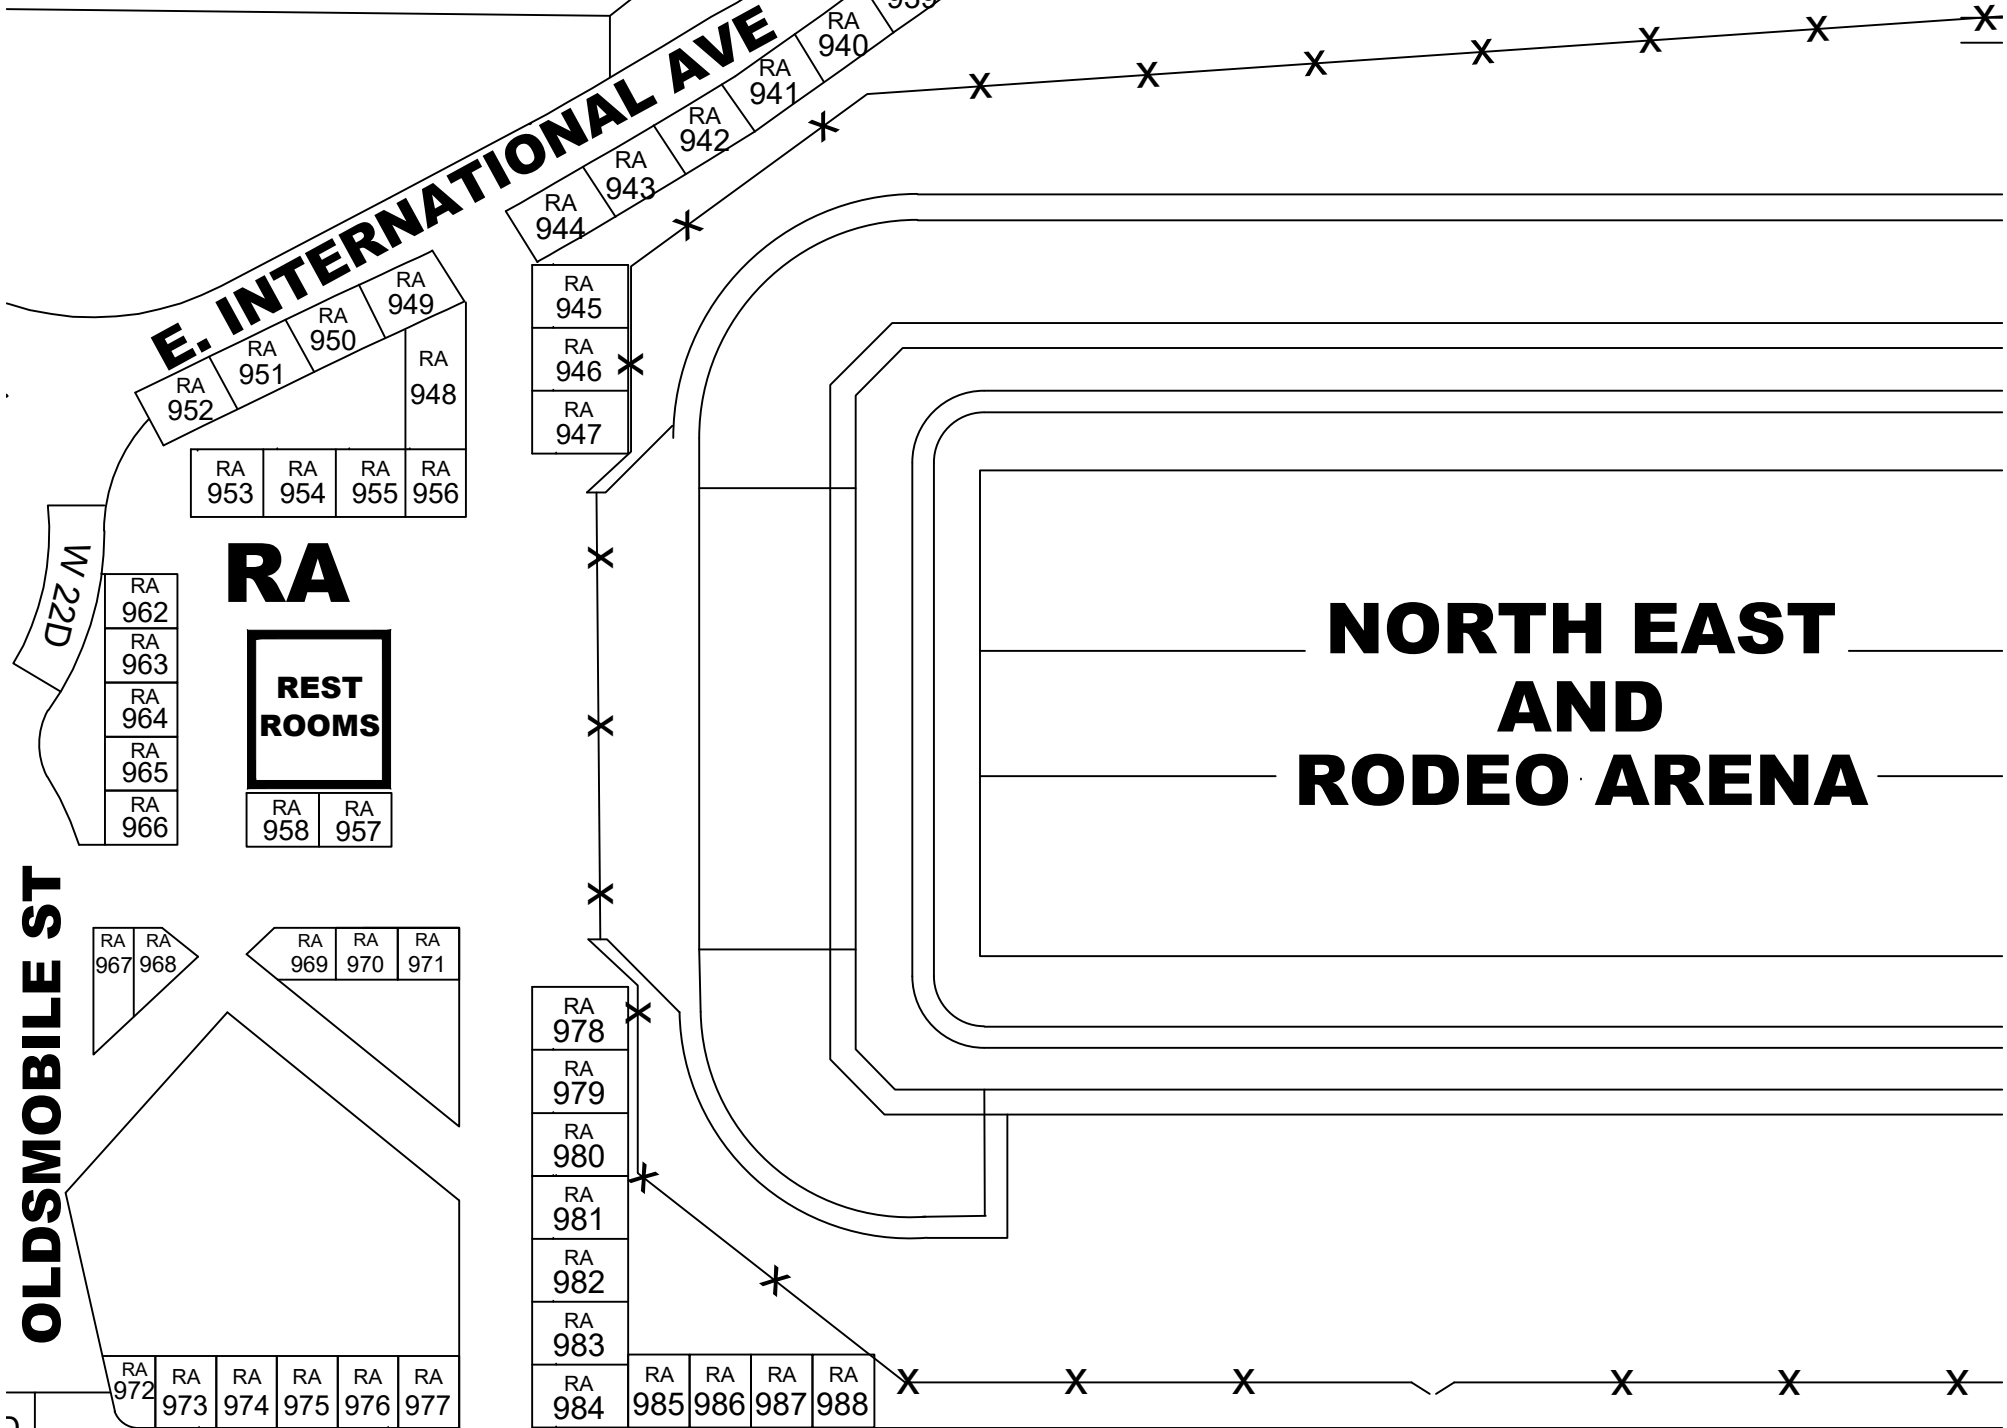 939
RA
940
RA
941
RA
942
RA
943
RA
944
E. INTERNATIONAL AVE
RA
945
RA
946
RA
947
RA
949
RA
950
RA
951
RA
952
RA
948
RA
953
RA
954
RA
955
RA
956
RA
W 22D
RA
962
RA
963
RA
964
RA
965
RA
966
REST
ROOMS
RA
958
RA
957
NORTH EAST
AND
RODEO ARENA
OLDSMOBILE ST
RA
967
RA
968
RA
969
RA
970
RA
971
RA
978
RA
979
RA
980
RA
981
RA
982
RA
983
RA
984
RA
972
RA
973
RA
974
RA
975
RA
976
RA
977
RA
985
RA
986
RA
987
RA
988